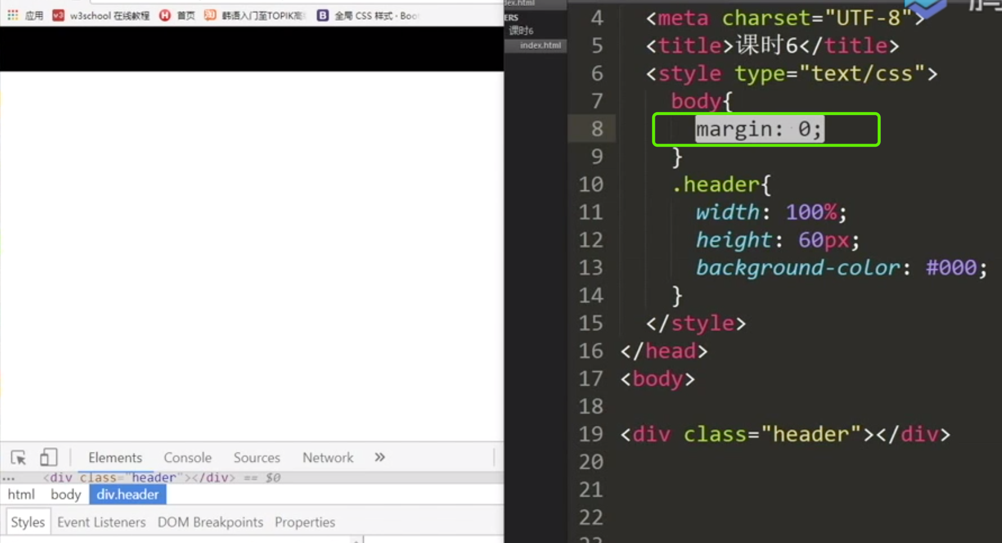 应用 w3school 在线教程 首页 韩语入门至TOPIK高 全局 CSS 样式 · Boo
Elements Console Sources Network »
<div class="header"></div> == $0
html body div.header
Styles Event Listeners DOM Breakpoints Properties
dex.html
ERS
课时6
index.html
4 <meta charset="UTF-8">
5 <title>课时6</title>
6 <style type="text/css">
7 body{
8 margin: 0;
9 }
10 .header{
11 width: 100%;
12 height: 60px;
13 background-color: #000;
14 }
15 </style>
16 </head>
17 <body>
18
19 <div class="header"></div>
20
21
22
23